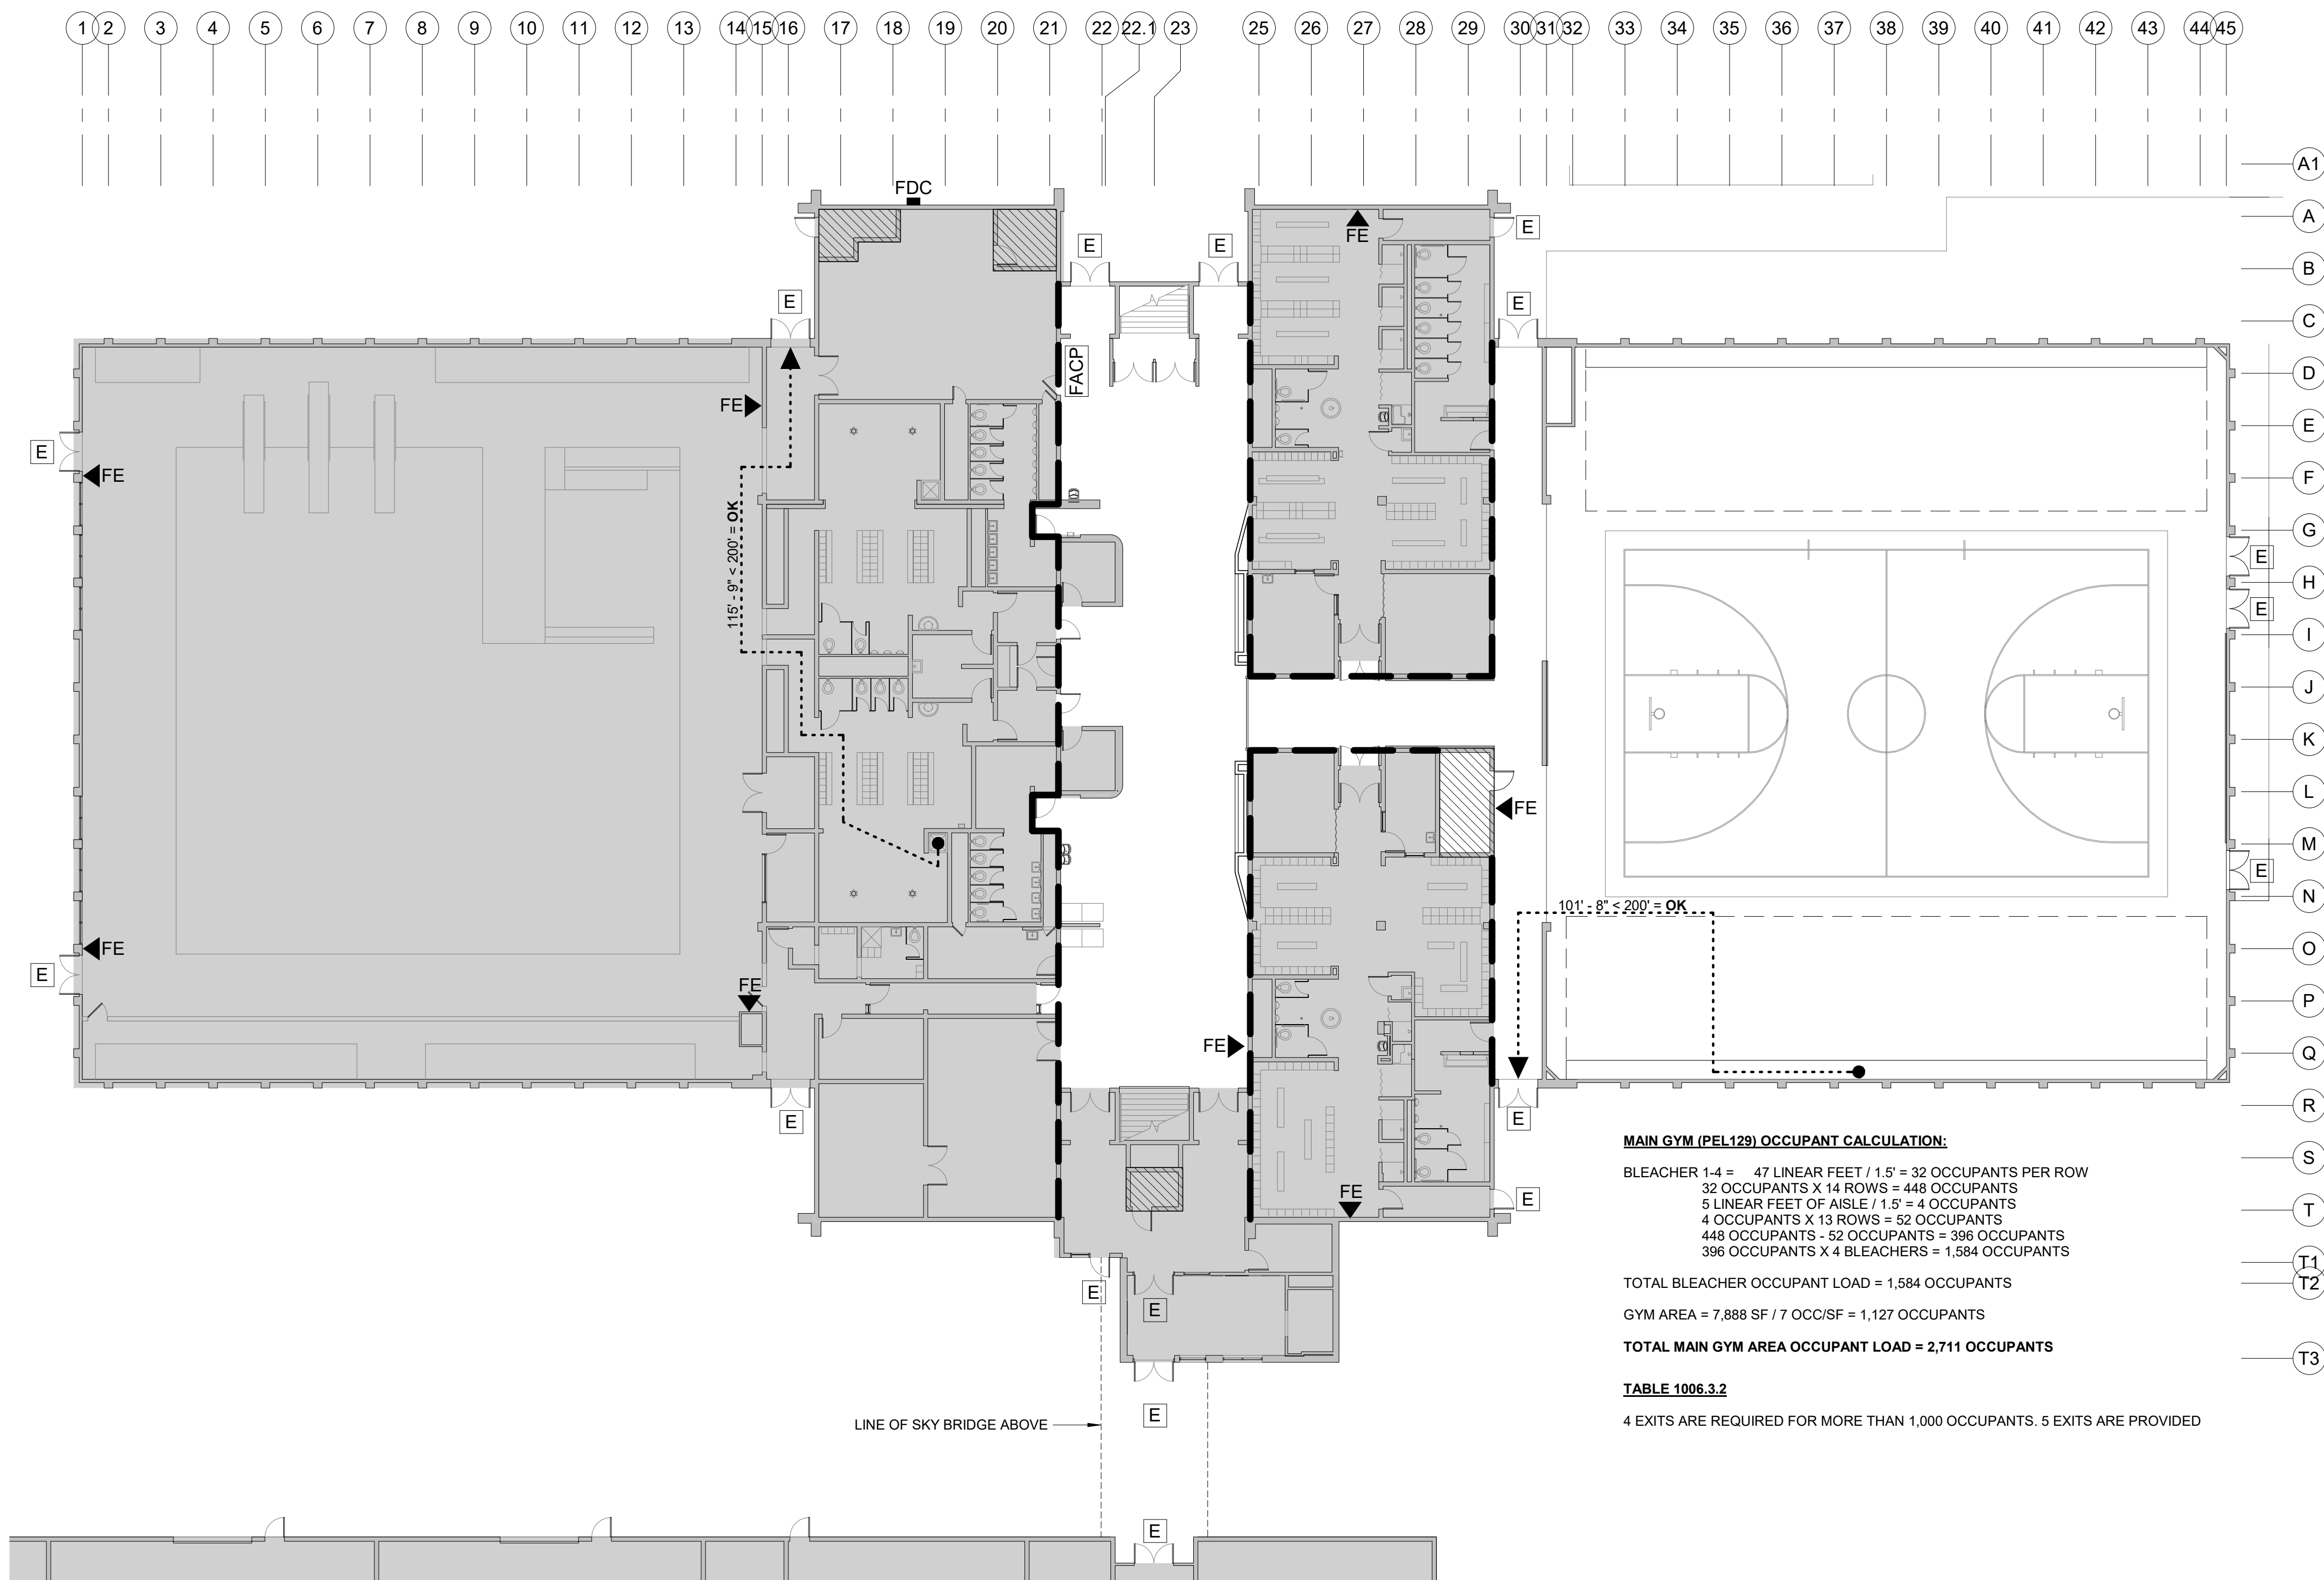 1 2 3 4 5 6 7 8 9 10 11 12 13 14 15 16 17 18 19 20 21 22 22.1 23 25 26 27 28 29 30 31 32 33 34 35 36 37 38 39 40 41 42 43 44 45
A1
A
B
C
D
E
F
G
H
I
J
K
L
M
N
O
P
Q
R
S
T
T1
T2
T3
FDC
FE
E
E
E
E
E
FACP
FE
E
FE
115' - 9" < 200' = OK
E
E
FE
E
101' - 8" < 200' = OK
FE
E
FE
FE
E
E
FE
E
E
E
E
LINE OF SKY BRIDGE ABOVE
E
E
MAIN GYM (PEL129) OCCUPANT CALCULATION:
BLEACHER 1-4 = 47 LINEAR FEET / 1.5' = 32 OCCUPANTS PER ROW
32 OCCUPANTS X 14 ROWS = 448 OCCUPANTS
5 LINEAR FEET OF AISLE / 1.5' = 4 OCCUPANTS
4 OCCUPANTS X 13 ROWS = 52 OCCUPANTS
448 OCCUPANTS - 52 OCCUPANTS = 396 OCCUPANTS
396 OCCUPANTS X 4 BLEACHERS = 1,584 OCCUPANTS
TOTAL BLEACHER OCCUPANT LOAD = 1,584 OCCUPANTS
GYM AREA = 7,888 SF / 7 OCC/SF = 1,127 OCCUPANTS
TOTAL MAIN GYM AREA OCCUPANT LOAD = 2,711 OCCUPANTS
TABLE 1006.3.2
4 EXITS ARE REQUIRED FOR MORE THAN 1,000 OCCUPANTS. 5 EXITS ARE PROVIDED